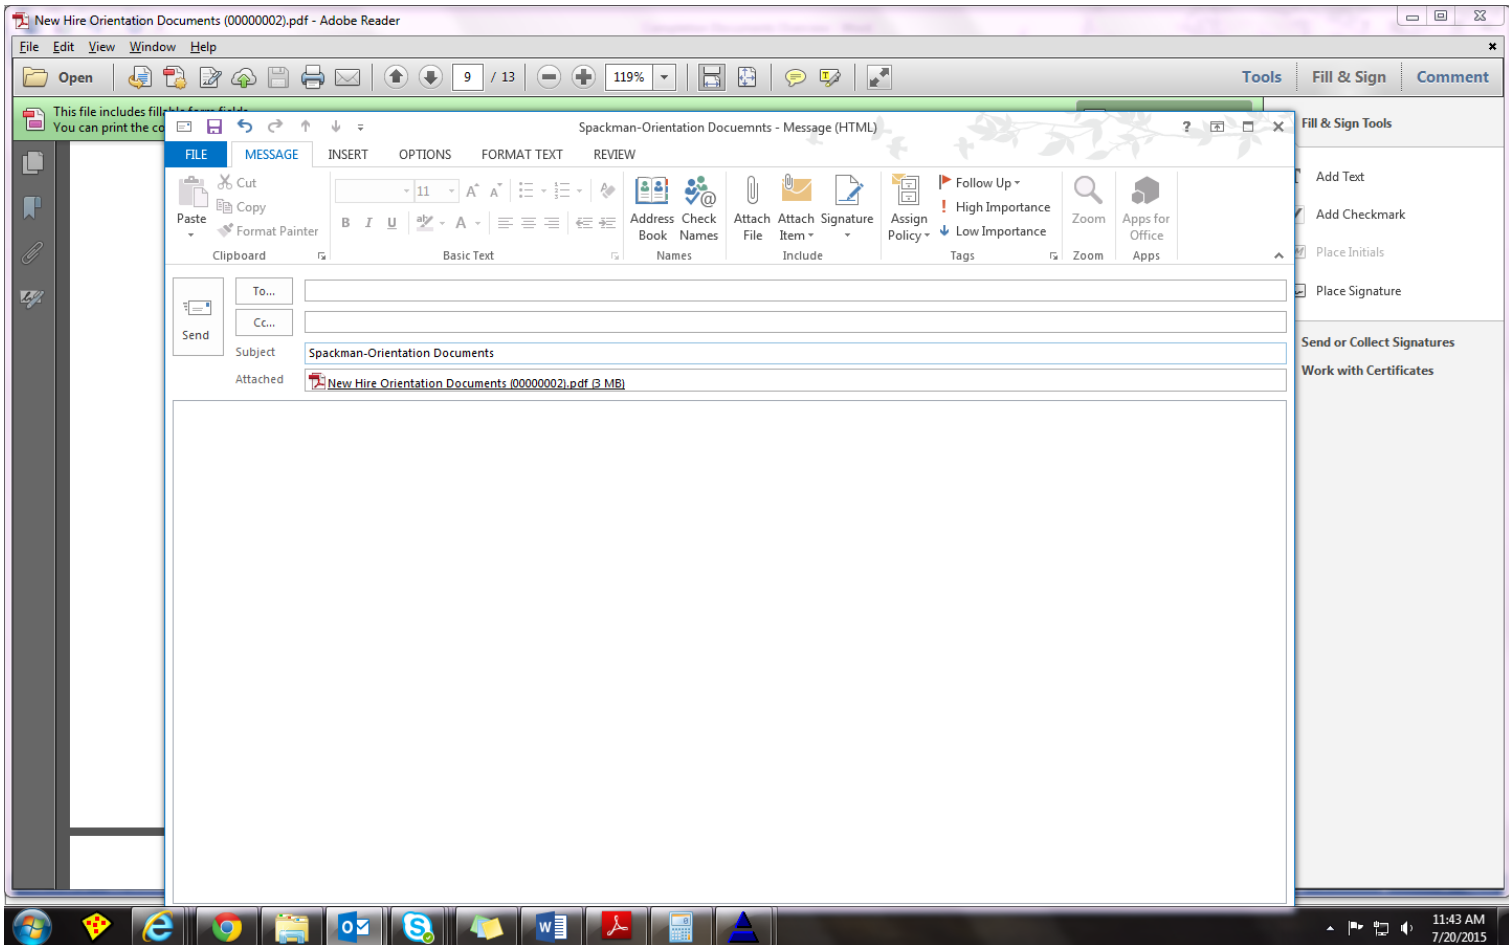 New Hire Orientation Documents (00000002).pdf - Adobe Reader
File Edit View Window Help
Open 9 / 13 119% Tools Fill & Sign Comment
This file includes fillable form fields.
You can print the co
Spackman-Orientation Docuemnts - Message (HTML)
Fill & Sign Tools
FILE MESSAGE INSERT OPTIONS FORMAT TEXT REVIEW
Add Text
Add Checkmark
Place Initials
Place Signature
Send or Collect Signatures
Work with Certificates
Paste
Cut
Copy
Format Painter
Clipboard
11
B I U
Basic Text
Address Book
Check Names
Names
Attach File
Attach Item
Signature
Include
Assign Policy
Follow Up
High Importance
Low Importance
Tags
Zoom
Zoom
Apps for Office
Apps
Send
To...
Cc...
Subject Spackman-Orientation Documents
Attached New Hire Orientation Documents (00000002).pdf (3 MB)
11:43 AM
7/20/2015